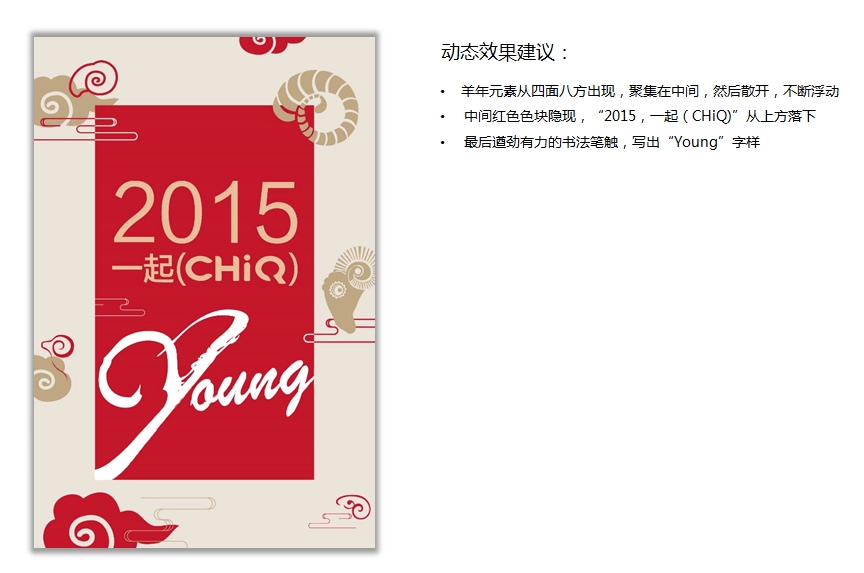 2015
一起(CHiQ)
Young
动态效果建议：
• 羊年元素从四面八方出现，聚集在中间，然后散开，不断浮动
• 中间红色色块隐现，“2015，一起（CHiQ)”从上方落下
• 最后遒劲有力的书法笔触，写出“Young”字样